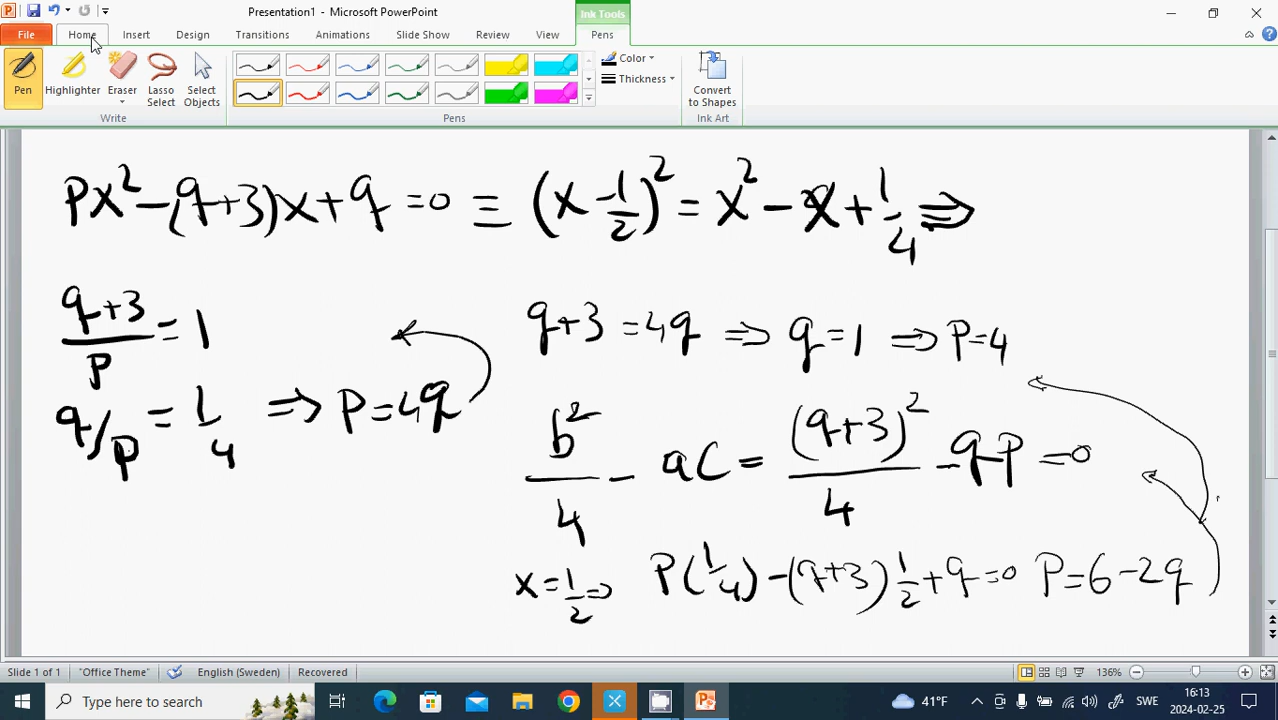 Presentation1 - Microsoft PowerPoint
Ink Tools
File Home Insert Design Transitions Animations Slide Show Review View Pens
Pen Highlighter Eraser Lasso Select Select Objects
Color Thickness
Convert to Shapes
Write Pens Ink Art
Px² - (q+3)x + q = 0 ≡ (x - 1/2)² = x² - x + 1/4 ⇒
(q+3)/P = 1
q+3 = 4q ⇒ q = 1 ⇒ P = 4
q/P = 1/4 ⇒ P = 4q
b²/4 - aC = (q+3)²/4 - qP = 0
x = 1/2 ⇒ P(1/4) - (q+3) 1/2 + q = 0 P = 6 - 2q
Slide 1 of 1 "Office Theme" English (Sweden) Recovered 136%
Type here to search
41°F
SWE
16:13
2024-02-25